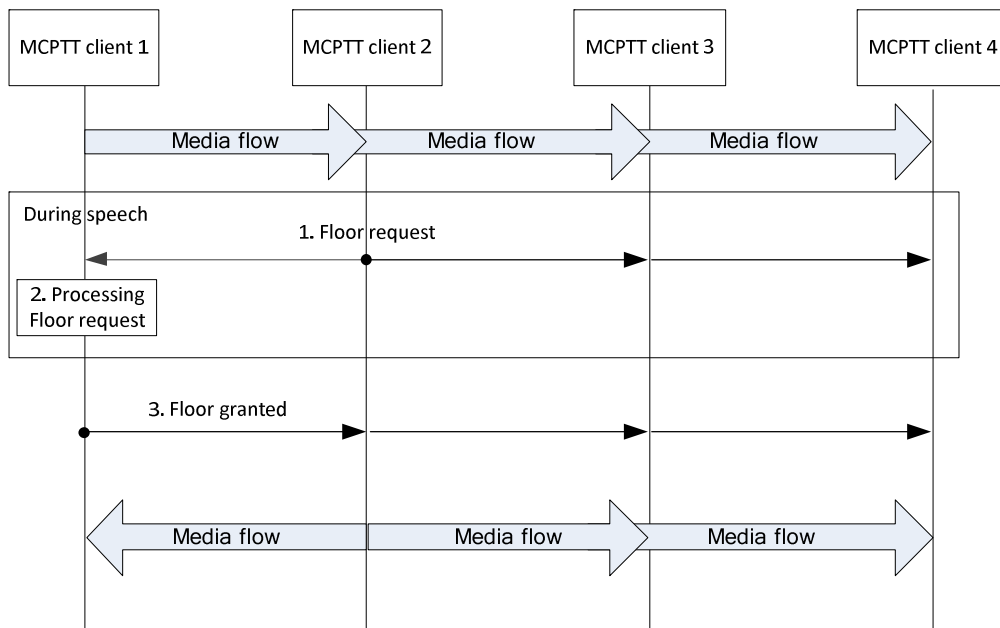 MCPTT client 1
MCPTT client 2
MCPTT client 3
MCPTT client 4
Media flow
Media flow
Media flow
During speech
1. Floor request
2. Processing
Floor request
3. Floor granted
Media flow
Media flow
Media flow